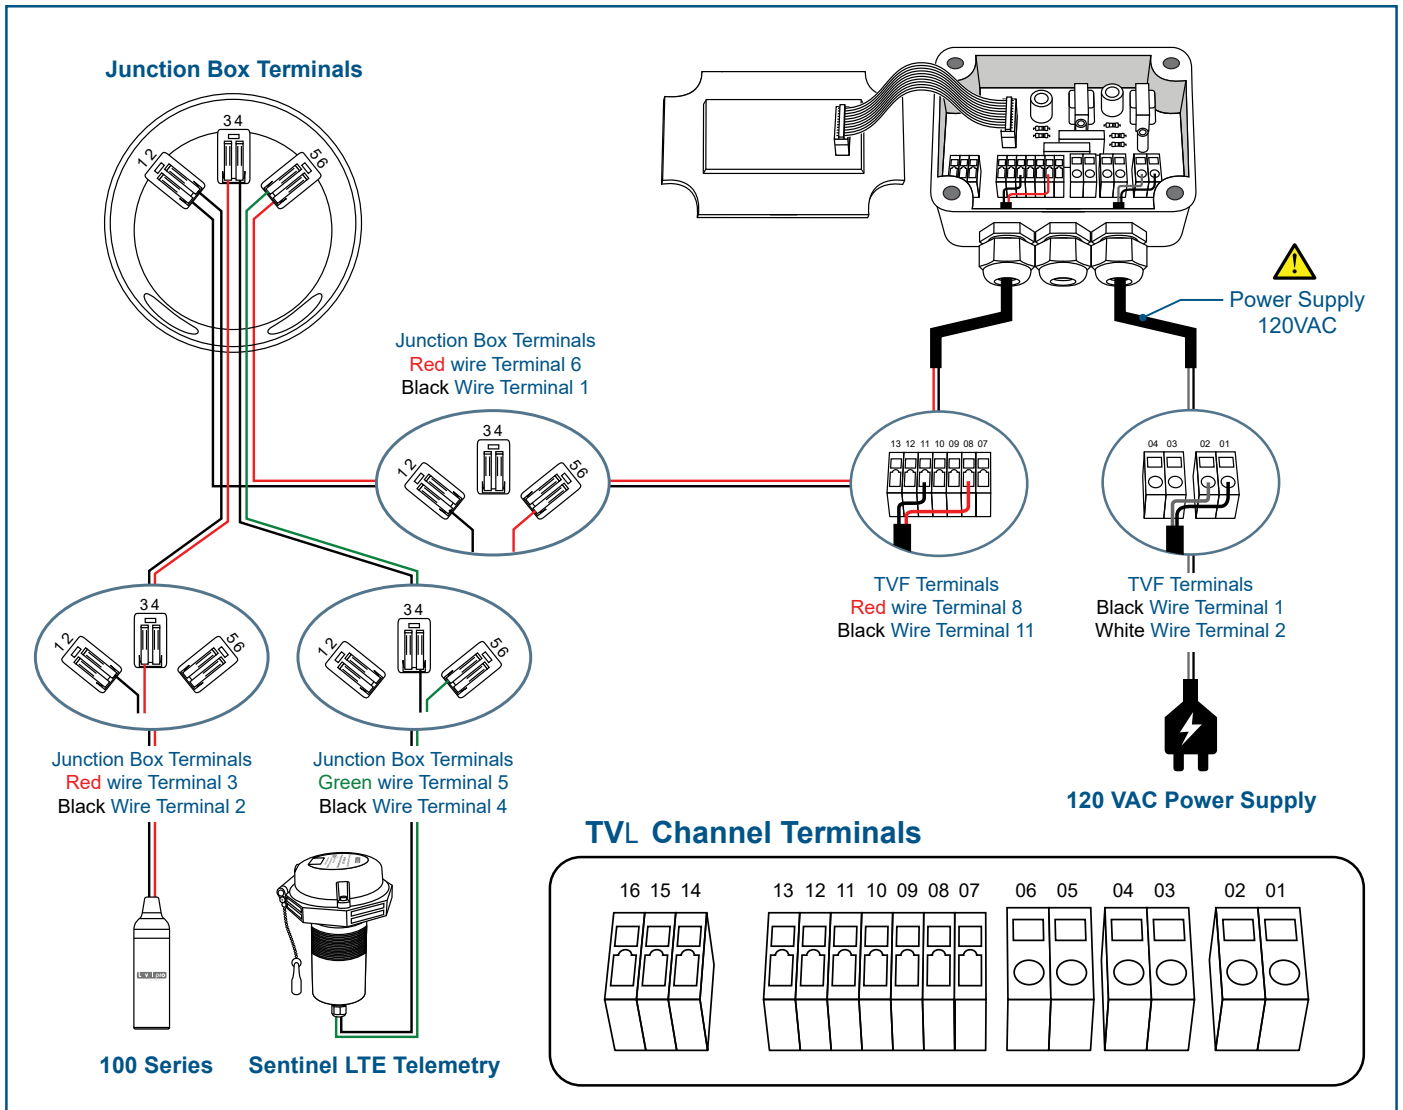 Junction Box Terminals
3 4
1 2
5 6
Power Supply
120VAC
Junction Box Terminals
Red wire Terminal 6
Black Wire Terminal 1
3 4
1 2
5 6
13 12 11 10 09 08 07
04 03 02 01
TVF Terminals
Red wire Terminal 8
Black Wire Terminal 11
TVF Terminals
Black Wire Terminal 1
White Wire Terminal 2
3 4
1 2
5 6
3 4
1 2
5 6
Junction Box Terminals
Red wire Terminal 3
Black Wire Terminal 2
Junction Box Terminals
Green wire Terminal 5
Black Wire Terminal 4
120 VAC Power Supply
TVL Channel Terminals
16 15 14 13 12 11 10 09 08 07 06 05 04 03 02 01
100 Series
Sentinel LTE Telemetry